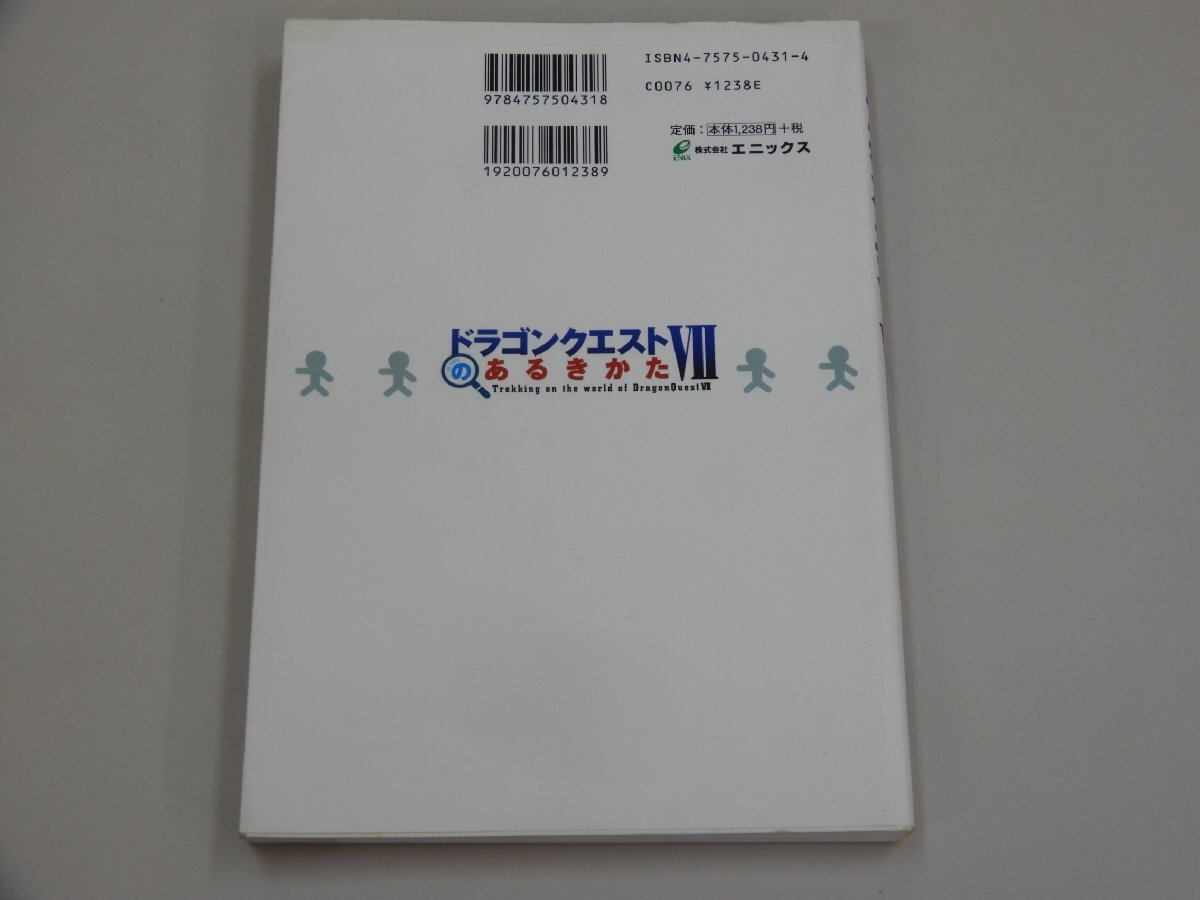 ISBN4-7575-0431-4
9784757504318
C0076 ¥1238E
定価：本体1,238円+税
ENIX 株式会社 エニックス
1920076012389
ドラゴンクエストVII
のあるきかた
Trekking on the world of DragonQuestVII